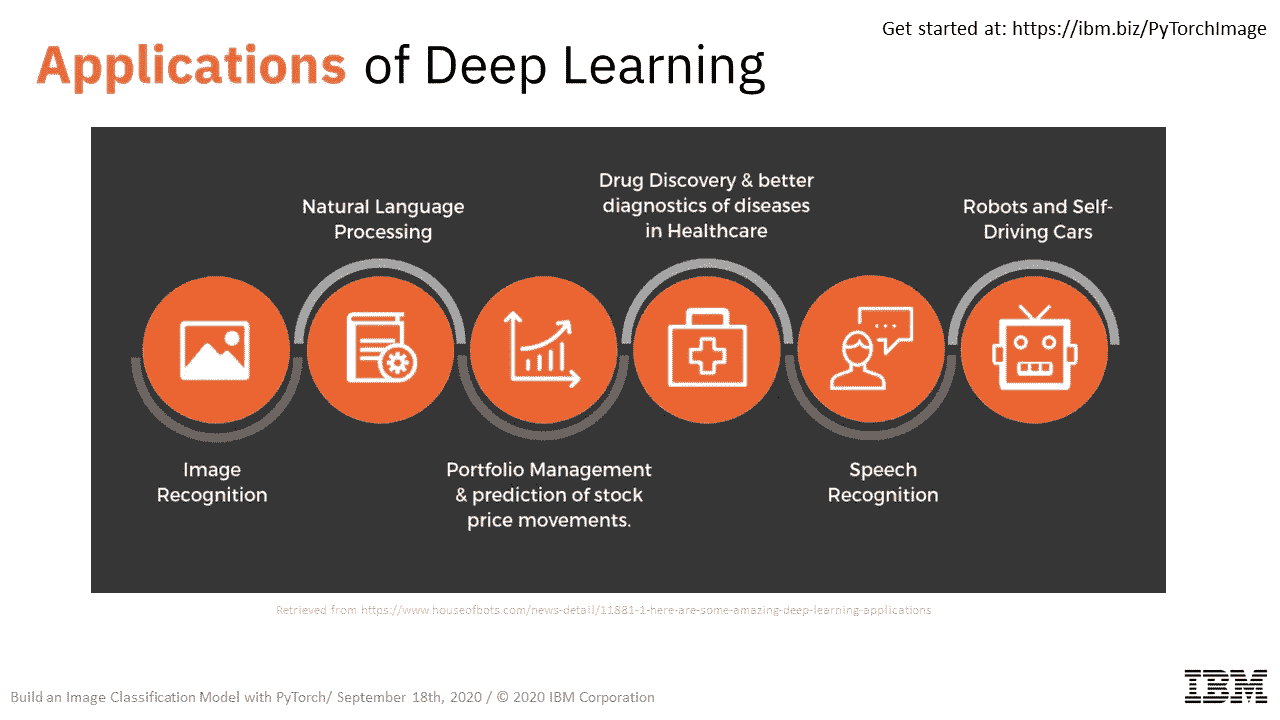 Get started at: https://ibm.biz/PyTorchImage
Applications of Deep Learning
Natural Language
Processing
Drug Discovery & better
diagnostics of diseases
in Healthcare
Robots and Self-
Driving Cars
Image
Recognition
Portfolio Management
& prediction of stock
price movements.
Speech
Recognition
Retrieved from https://www.houseofbots.com/news-detail/11881-1-here-are-some-amazing-deep-learning-applications
Build an Image Classification Model with PyTorch/ September 18th, 2020 / © 2020 IBM Corporation
IBM